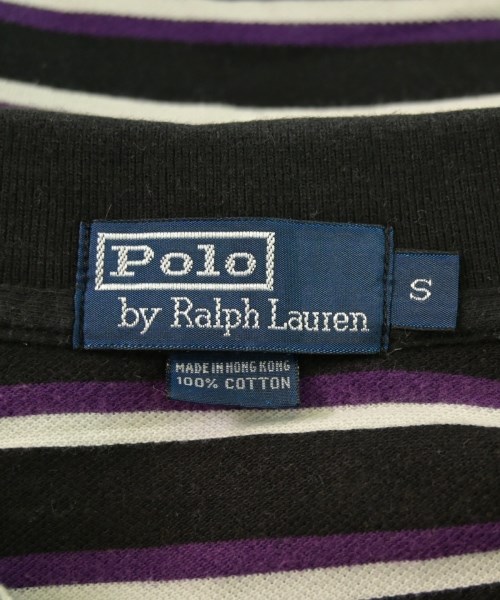 Polo
by Ralph Lauren
S
MADE IN HONG KONG
100% COTTON